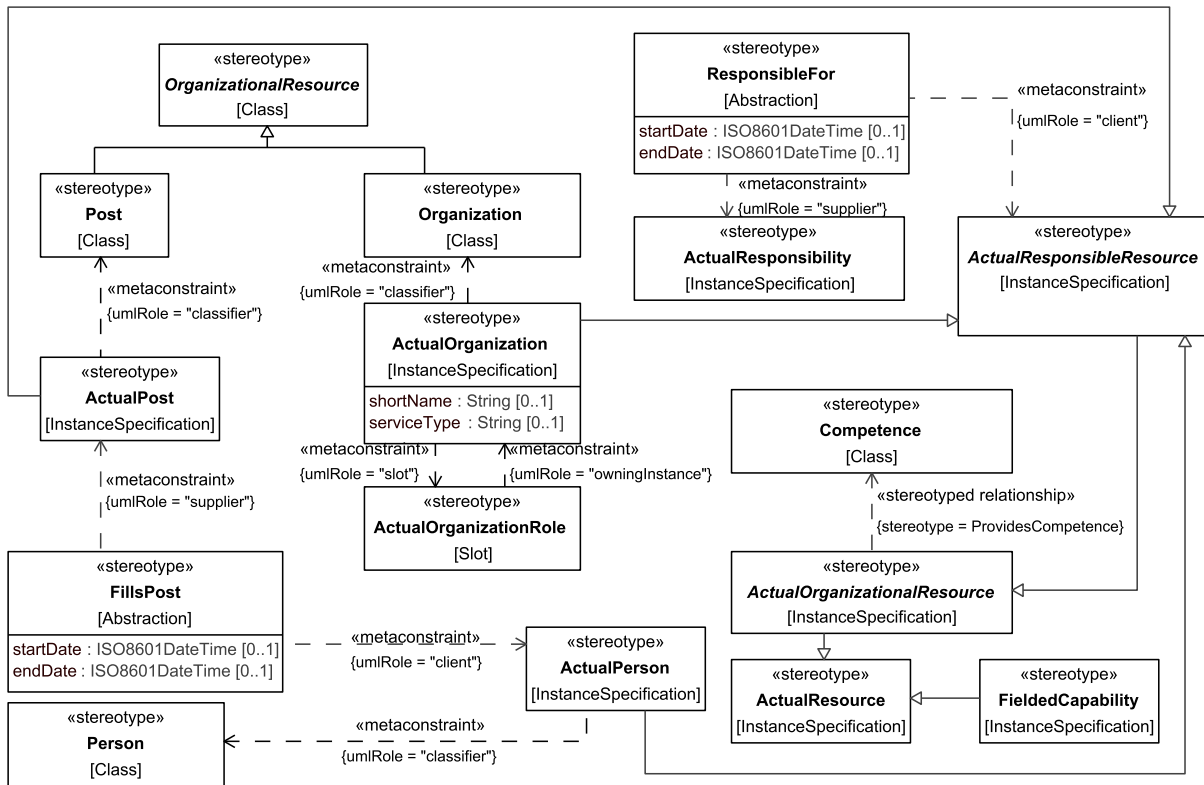 «stereotype»
OrganizationalResource
[Class]
«stereotype»
ResponsibleFor
[Abstraction]
startDate : ISO8601DateTime [0..1]
endDate : ISO8601DateTime [0..1]
«metaconstraint»
{umlRole = "client"}
«stereotype»
Post
[Class]
«stereotype»
Organization
[Class]
«metaconstraint»
{umlRole = "supplier"}
«stereotype»
ActualResponsibility
[InstanceSpecification]
«stereotype»
ActualResponsibleResource
[InstanceSpecification]
«metaconstraint»
{umlRole = "classifier"}
«metaconstraint»
{umlRole = "classifier"}
«stereotype»
ActualOrganization
[InstanceSpecification]
shortName : String [0..1]
serviceType : String [0..1]
«stereotype»
ActualPost
[InstanceSpecification]
«stereotype»
Competence
[Class]
«metaconstraint»
{umlRole = "supplier"}
«metaconstraint»
{umlRole = "slot"}
«metaconstraint»
{umlRole = "owningInstance"}
«stereotype»
ActualOrganizationRole
[Slot]
«stereotyped relationship»
{stereotype = ProvidesCompetence}
«stereotype»
FillsPost
[Abstraction]
startDate : ISO8601DateTime [0..1]
endDate : ISO8601DateTime [0..1]
«stereotype»
ActualOrganizationalResource
[InstanceSpecification]
«metaconstraint»
{umlRole = "client"}
«stereotype»
ActualPerson
[InstanceSpecification]
«stereotype»
ActualResource
[InstanceSpecification]
«stereotype»
FieldedCapability
[InstanceSpecification]
«stereotype»
Person
[Class]
«metaconstraint»
{umlRole = "classifier"}